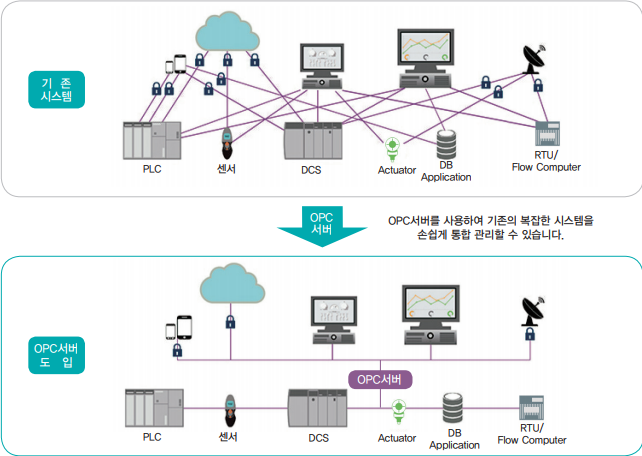 기 존
시스템
PLC
센서
DCS
Actuator
DB
Application
RTU/
Flow Computer
OPC
서버
OPC서버를 사용하여 기존의 복잡한 시스템을
손쉽게 통합 관리할 수 있습니다.
OPC서버
도 입
OPC서버
PLC
센서
DCS
Actuator
DB
Application
RTU/
Flow Computer